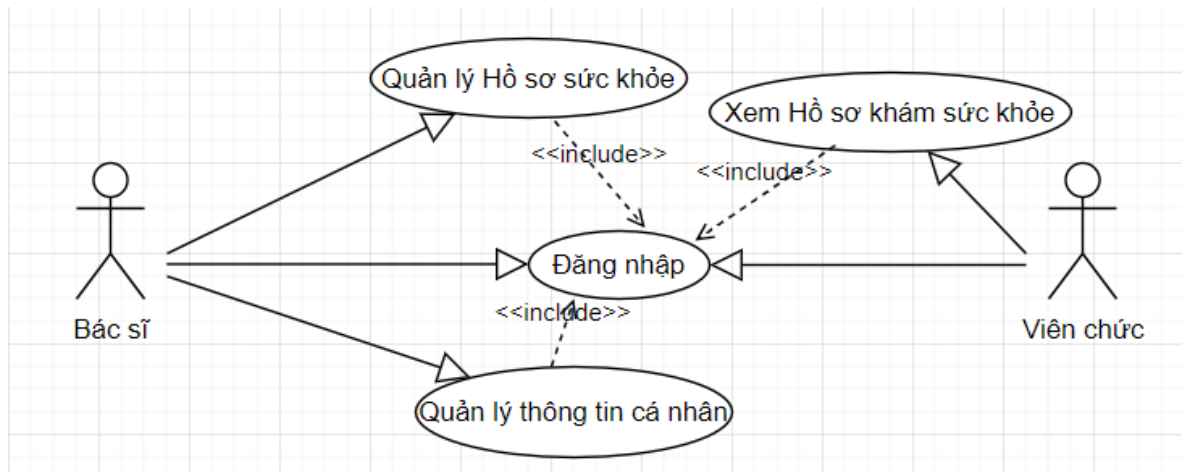 Quản lý Hồ sơ sức khỏe
Xem Hồ sơ khám sức khỏe
<<include>>
<<include>>
Đăng nhập
<<include>>
Bác sĩ
Viên chức
Quản lý thông tin cá nhân